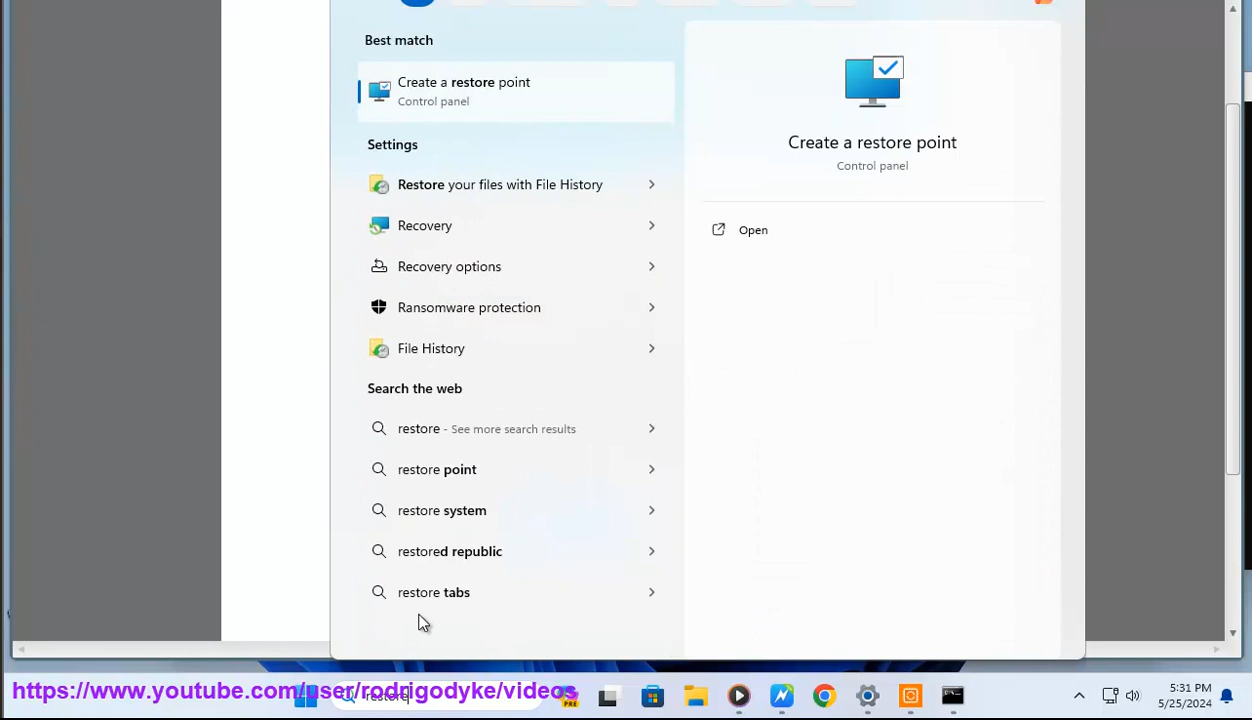 Best match
Create a restore point
Control panel
Settings
Restore your files with File History
Recovery
Recovery options
Ransomware protection
File History
Search the web
restore - See more search results
restore point
restore system
restored republic
restore tabs
Create a restore point
Control panel
Open
https://www.youtube.com/user/rodrigodyke/videos
restore
PRE
5:31 PM
5/25/2024